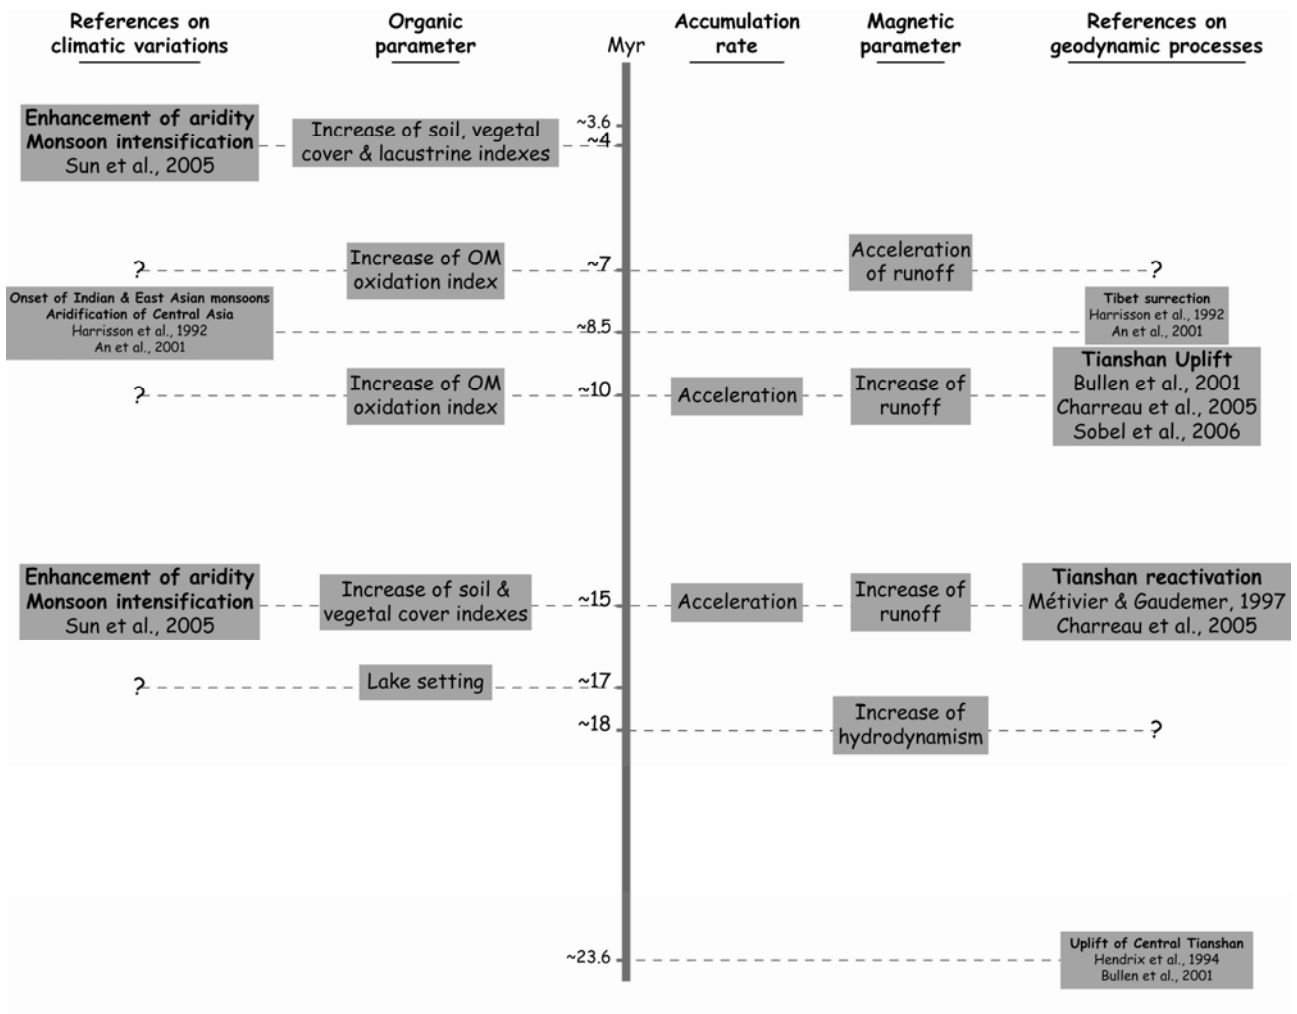 References on
climatic variations
Organic
parameter
Myr
Accumulation
rate
Magnetic
parameter
References on
geodynamic processes
Enhancement of aridity
Monsoon intensification
Sun et al., 2005
Increase of soil, vegetal
cover & lacustrine indexes
~3.6
~4
?
Increase of OM
oxidation index
~7
Acceleration
of runoff
?
Onset of Indian & East Asian monsoons
Aridification of Central Asia
Harrisson et al., 1992
An et al., 2001
~8.5
Tibet surrection
Harrisson et al., 1992
An et al., 2001
?
Increase of OM
oxidation index
~10
Acceleration
Increase of
runoff
Tianshan Uplift
Bullen et al., 2001
Charreau et al., 2005
Sobel et al., 2006
Enhancement of aridity
Monsoon intensification
Sun et al., 2005
Increase of soil &
vegetal cover indexes
~15
Acceleration
Increase of
runoff
Tianshan reactivation
Métivier & Gaudemer, 1997
Charreau et al., 2005
?
Lake setting
~17
~18
Increase of
hydrodynamism
?
~23.6
Uplift of Central Tianshan
Hendrix et al., 1994
Bullen et al., 2001